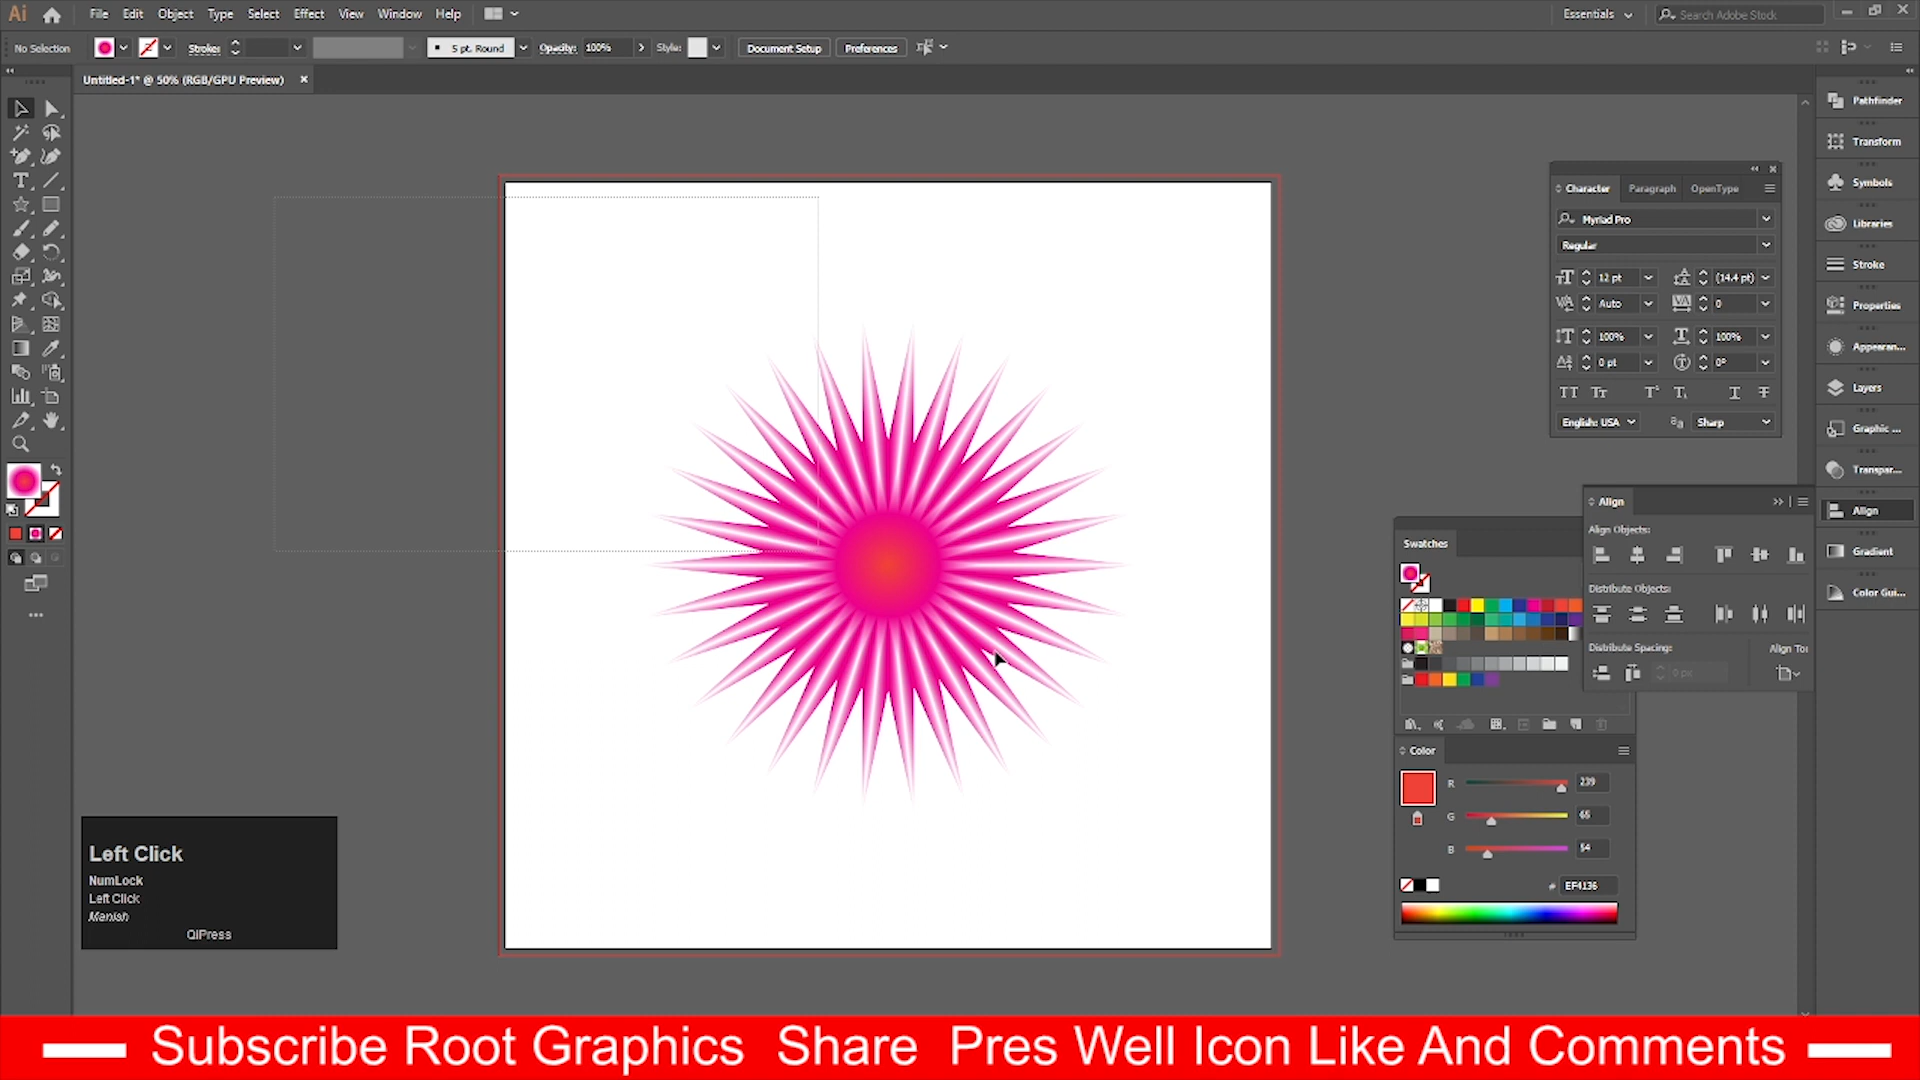 Ai File Edit Object Type Select Effect View Window Help Essentials Search Adobe Stock
No Selection Stroke: 5 pt. Round Opacity: 100% Style: Document Setup Preferences
Untitled-1* @ 50% (RGB/GPU Preview)
Pathfinder
Transform
Symbols
Libraries
Stroke
Properties
Appearan...
Layers
Graphic ...
Transpar...
Align
Gradient
Color Gui...
Character Paragraph OpenType
Myriad Pro
Regular
12 pt (14.4 pt)
Auto 0
100% 100%
0 pt 0°
English: USA Sharp
Align
Align Objects:
Distribute Objects:
Distribute Spacing: Align To:
0 px
Swatches
Color
R 239
G 65
B 54
# EF4136
Left Click
NumLock
Left Click
Manish
QiPress
Subscribe Root Graphics Share Pres Well Icon Like And Comments